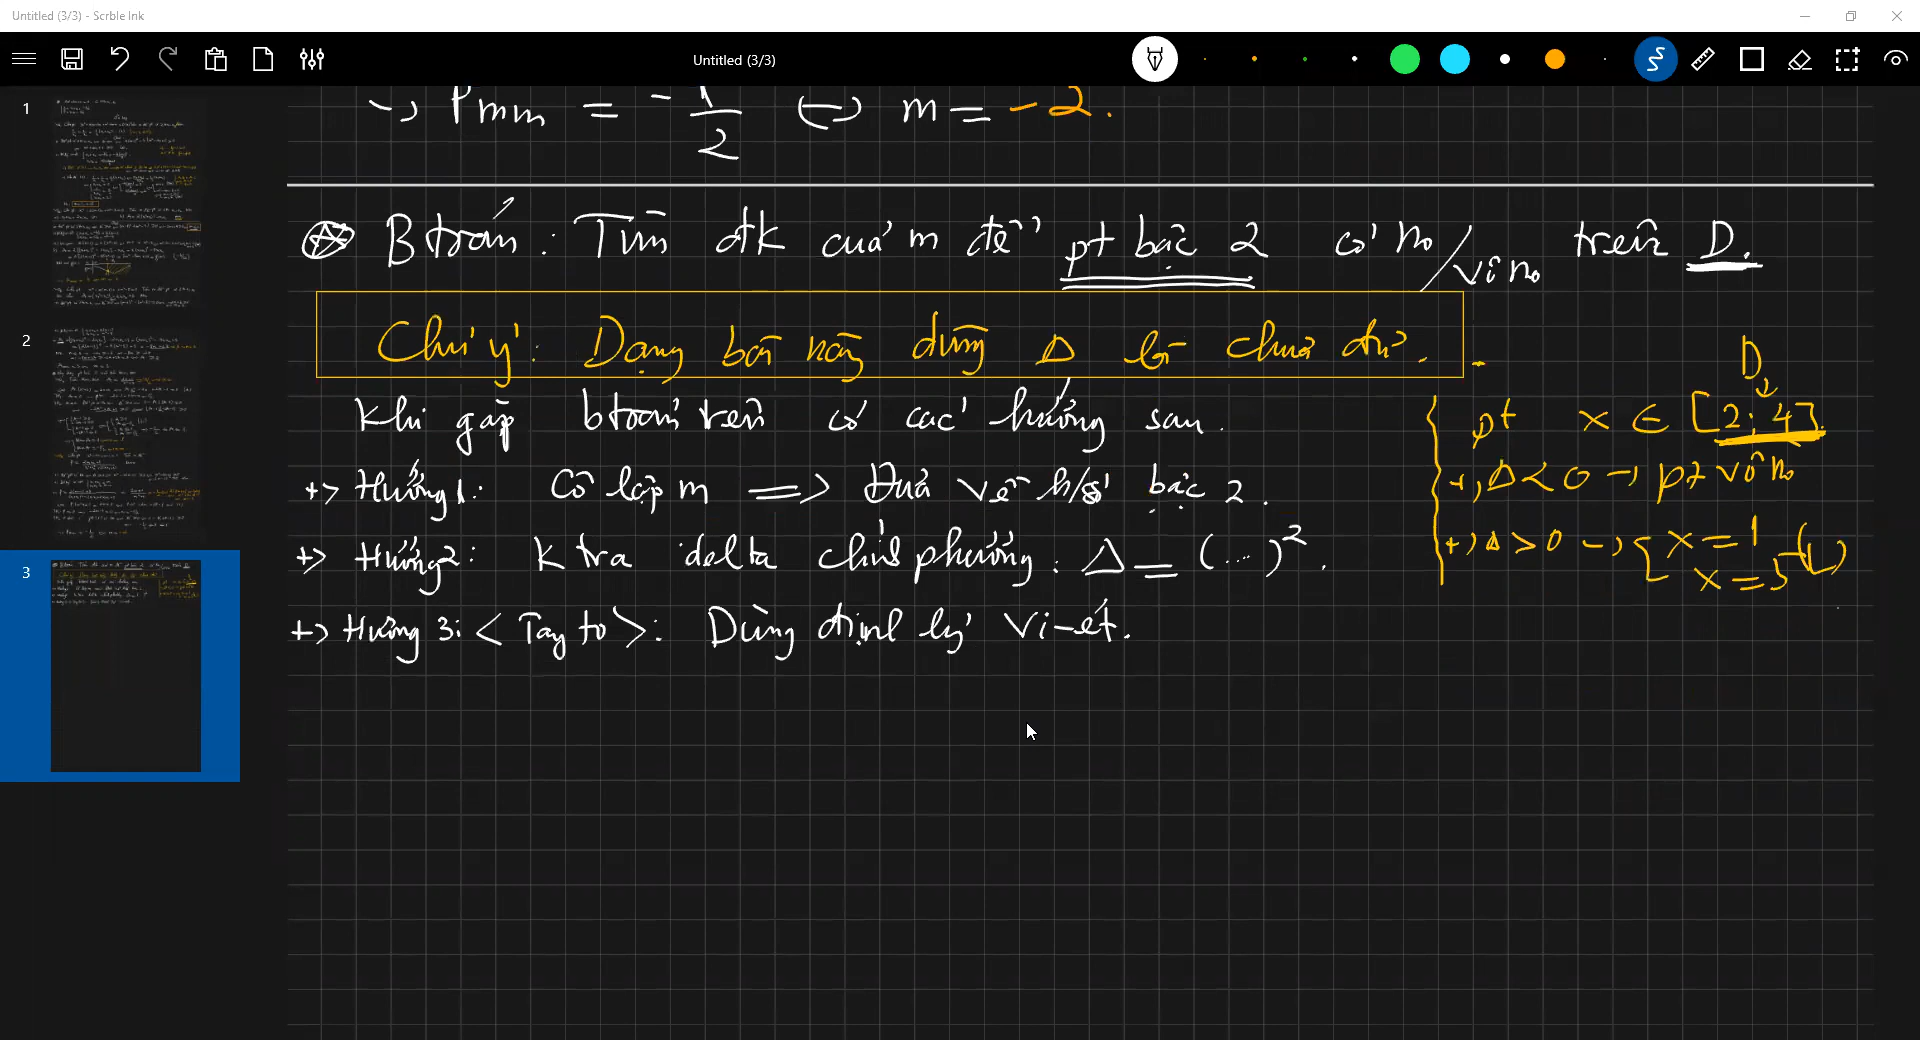 Untitled (3/3) - Scrble Ink
Untitled (3/3)
1
2
3
→ Pmin = -1/2 ↔ m = -2.
Btoán: Tìm đk của m để pt bậc 2 có no/vô no trên D.
Chú ý: Dạng bài này dùng Δ là chưa đủ.
Khi gặp btoán trên có các hướng sau.
+> Hướng 1: Cô lập m => Đưa về h/số bậc 2.
+> Hướng 2: Ktra delta chính phương: Δ = (...)².
+> Hướng 3: < Tay to >: Dùng định lý Vi-ét.
D
pt x ∈ [2; 4].
+, Δ < 0 → pt vô no
+, Δ > 0 → { x = 1
x = 5 (L)